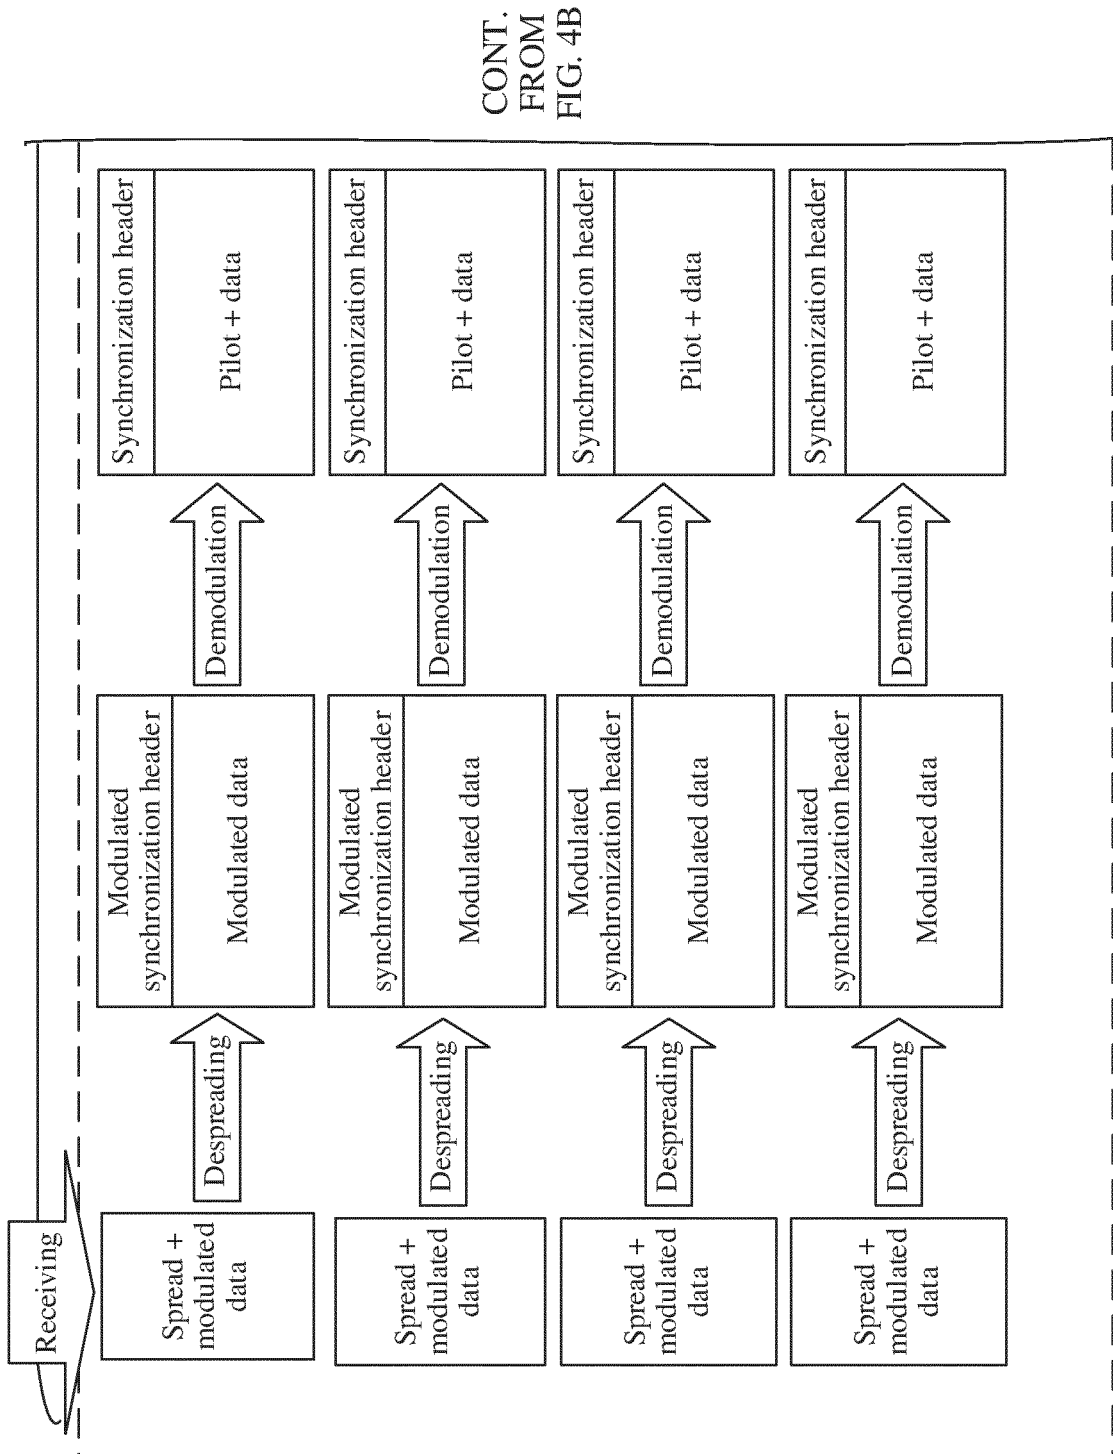 CONT.
FROM
FIG. 4B
Receiving
Spread +
modulated
data
Despreading
Modulated
synchronization header
Modulated data
Demodulation
Synchronization header
Pilot + data
Spread +
modulated
data
Despreading
Modulated
synchronization header
Modulated data
Demodulation
Synchronization header
Pilot + data
Spread +
modulated
data
Despreading
Modulated
synchronization header
Modulated data
Demodulation
Synchronization header
Pilot + data
Spread +
modulated
data
Despreading
Modulated
synchronization header
Modulated data
Demodulation
Synchronization header
Pilot + data